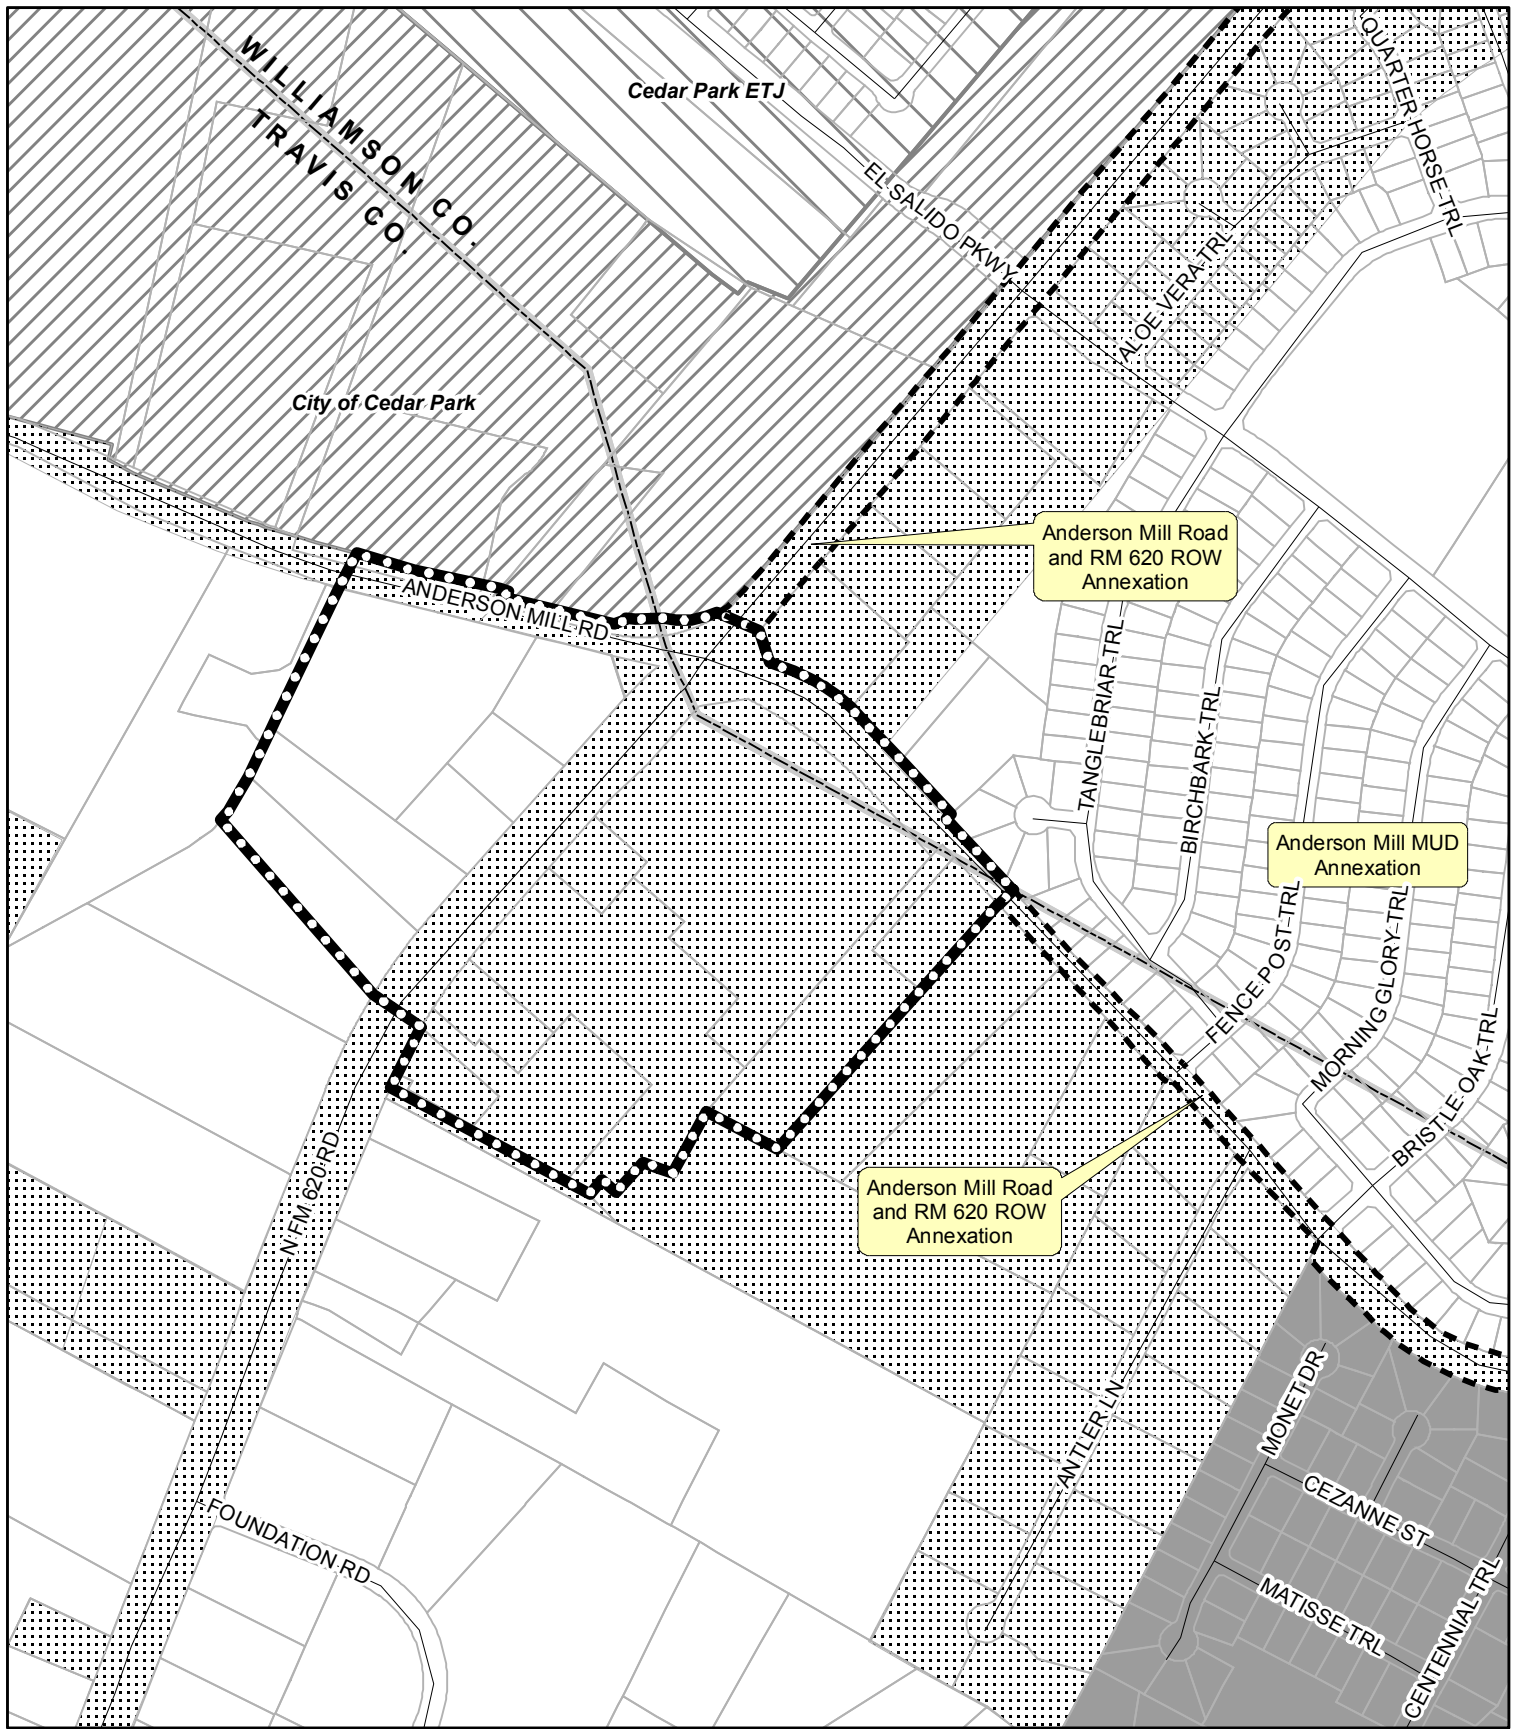 QUARTER HORSE TRL
WILLIAMSON CO.
TRAVIS CO.
Cedar Park ETJ
EL SALIDO PKWY
ALOE VERA TRL
City of Cedar Park
Anderson Mill Road
and RM 620 ROW
Annexation
ANDERSON MILL RD
TANGLEBRIAR TRL
BIRCHBARK TRL
Anderson Mill MUD
Annexation
FENCE POST TRL
MORNING GLORY TRL
BRISTLE OAK TRL
Anderson Mill Road
and RM 620 ROW
Annexation
N FM 620 RD
ANTLER LN
MONET DR
CEZANNE ST
FOUNDATION RD
MATISSE TRL
CENTENNIAL TRL